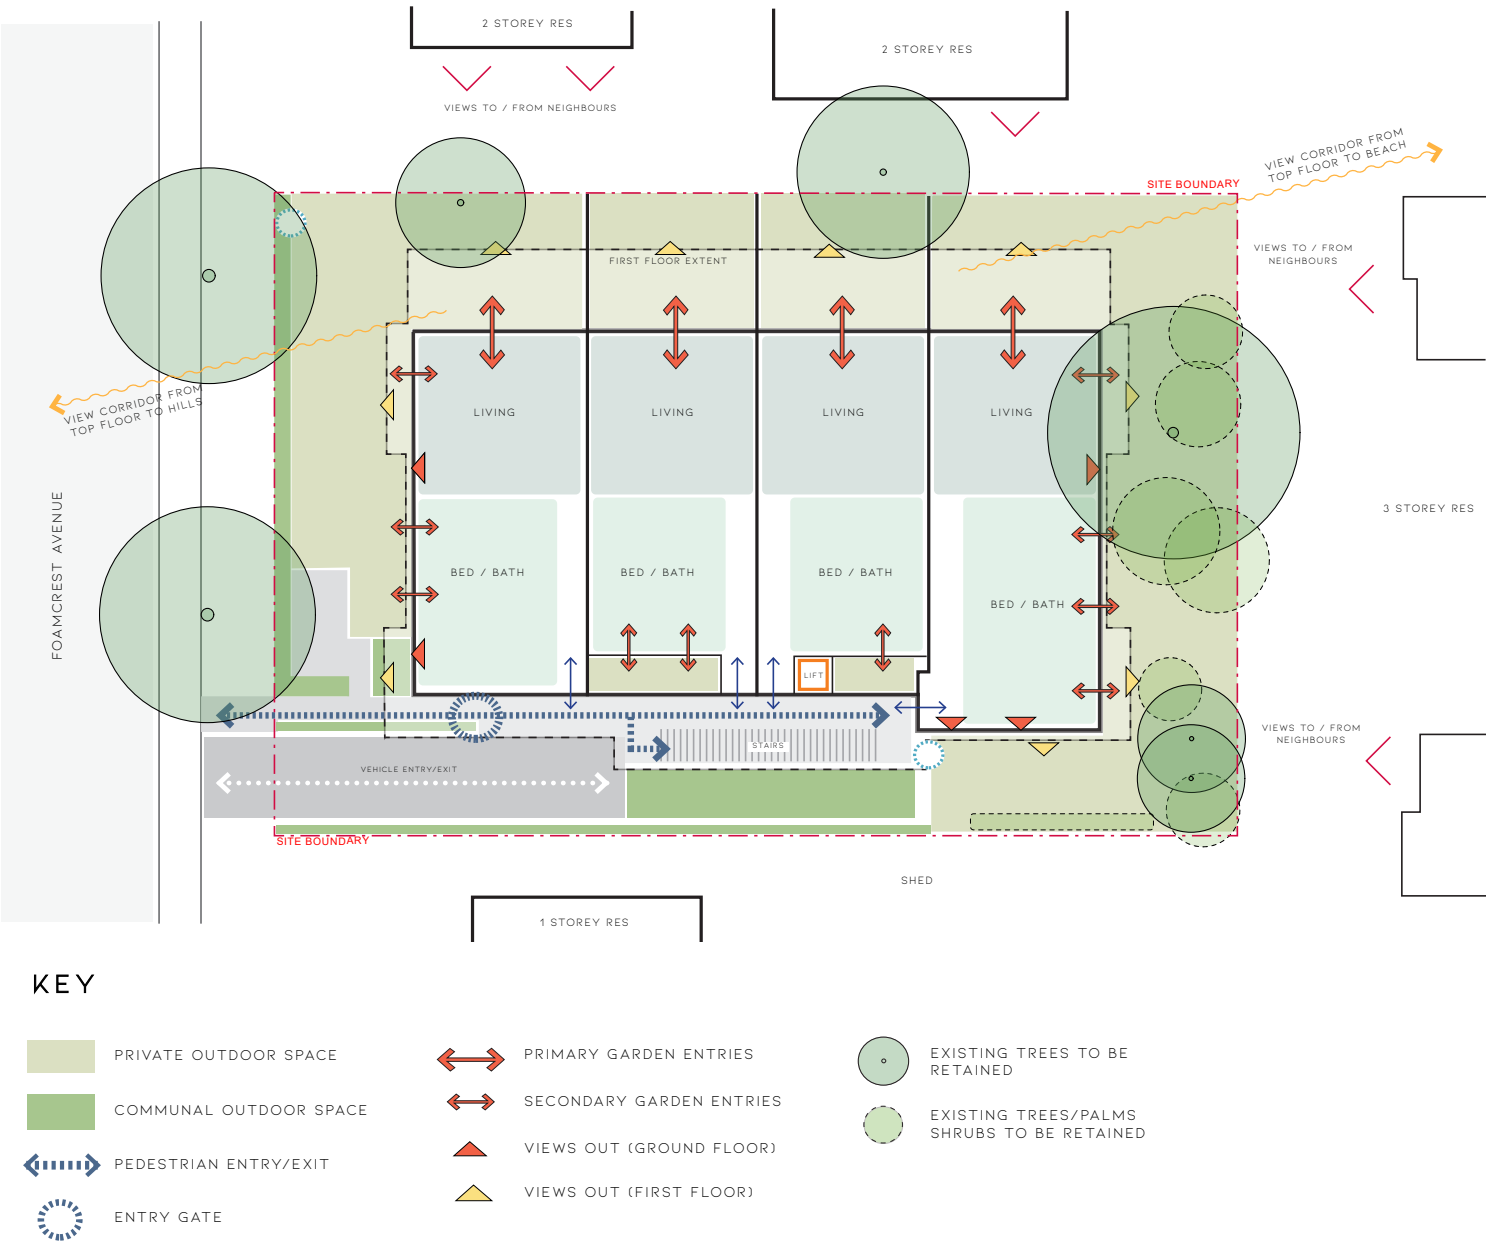 2 STOREY RES
2 STOREY RES
VIEWS TO / FROM NEIGHBOURS
VIEW CORRIDOR FROM
TOP FLOOR TO BEACH
SITE BOUNDARY
VIEWS TO / FROM
NEIGHBOURS
FIRST FLOOR EXTENT
VIEW CORRIDOR FROM
TOP FLOOR TO HILLS
LIVING
LIVING
LIVING
LIVING
3 STOREY RES
FOAMCREST AVENUE
BED / BATH
BED / BATH
BED / BATH
BED / BATH
LIFT
VIEWS TO / FROM
NEIGHBOURS
STAIRS
VEHICLE ENTRY/EXIT
SITE BOUNDARY
SHED
1 STOREY RES
KEY
PRIVATE OUTDOOR SPACE
COMMUNAL OUTDOOR SPACE
PEDESTRIAN ENTRY/EXIT
ENTRY GATE
PRIMARY GARDEN ENTRIES
SECONDARY GARDEN ENTRIES
VIEWS OUT (GROUND FLOOR)
VIEWS OUT (FIRST FLOOR)
EXISTING TREES TO BE
RETAINED
EXISTING TREES/PALMS
SHRUBS TO BE RETAINED